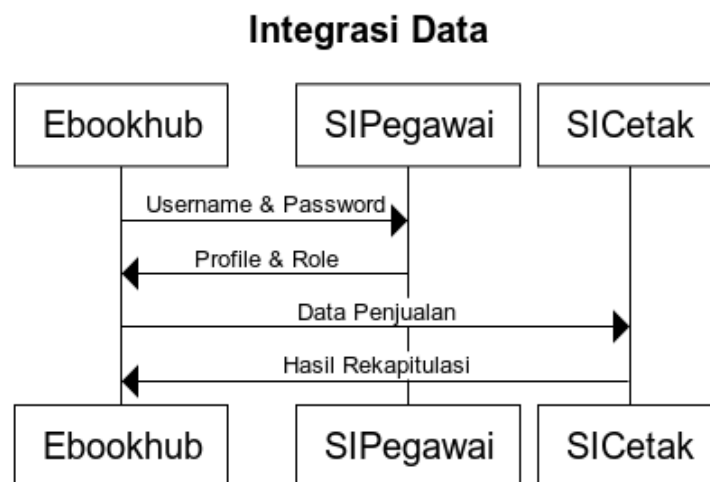 Integrasi Data
Ebookhub SIPegawai SICetak
Username & Password
Profile & Role
Data Penjualan
Hasil Rekapitulasi
Ebookhub SIPegawai SICetak